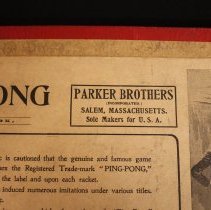 ONG
PARKER BROTHERS
(INCORPORATED)
SALEM, MASSACHUSETTS.
Sole Makers for U. S. A.
is cautioned that the genuine and famous game
ars the Registered Trade-mark "PING-PONG,"
the label and upon each racket.
induced numerous imitations under various titles.